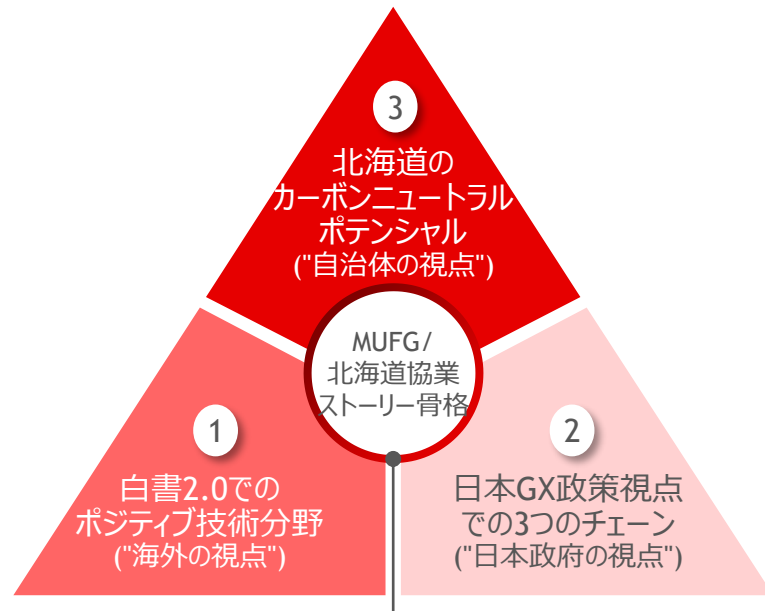 3
北海道の
カーボンニュートラル
ポテンシャル
("自治体の視点")
MUFG/
北海道協業
ストーリー骨格
1
白書2.0での
ポジティブ技術分野
("海外の視点")
2
日本GX政策視点
での3つのチェーン
("日本政府の視点")